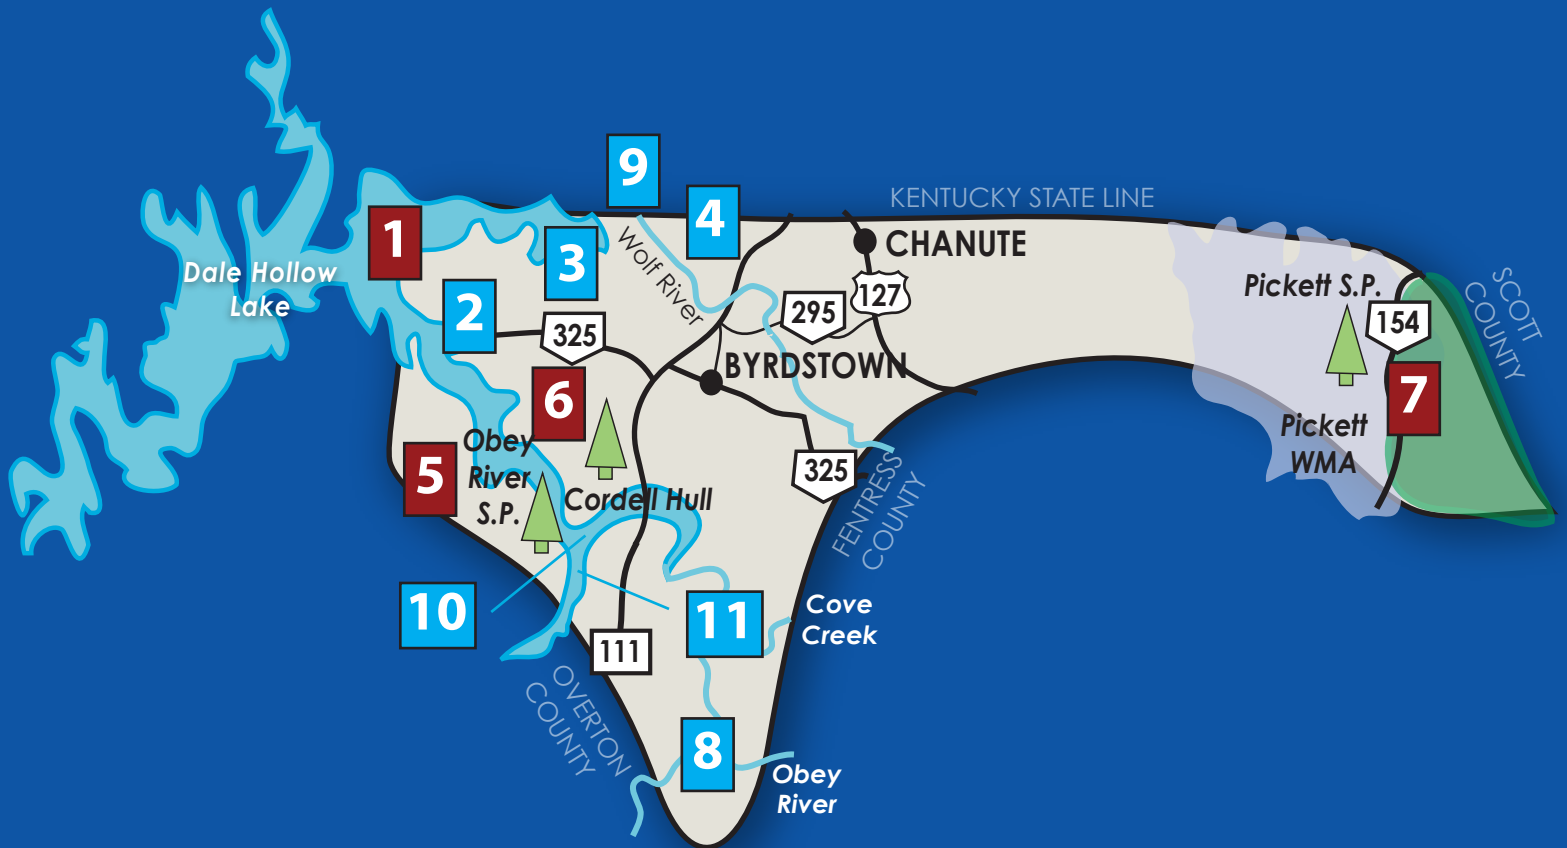 9
4
KENTUCKY STATE LINE
1
3
Wolf River
CHANUTE
Dale Hollow
Lake
2
325
295
127
Pickett S.P.
154
SCOTT
COUNTY
BYRDSTOWN
6
7
Pickett
WMA
5
Obey
River
S.P.
Cordell Hull
325
FENTRESS
COUNTY
10
11
Cove
Creek
111
OVERTON
COUNTY
8
Obey
River